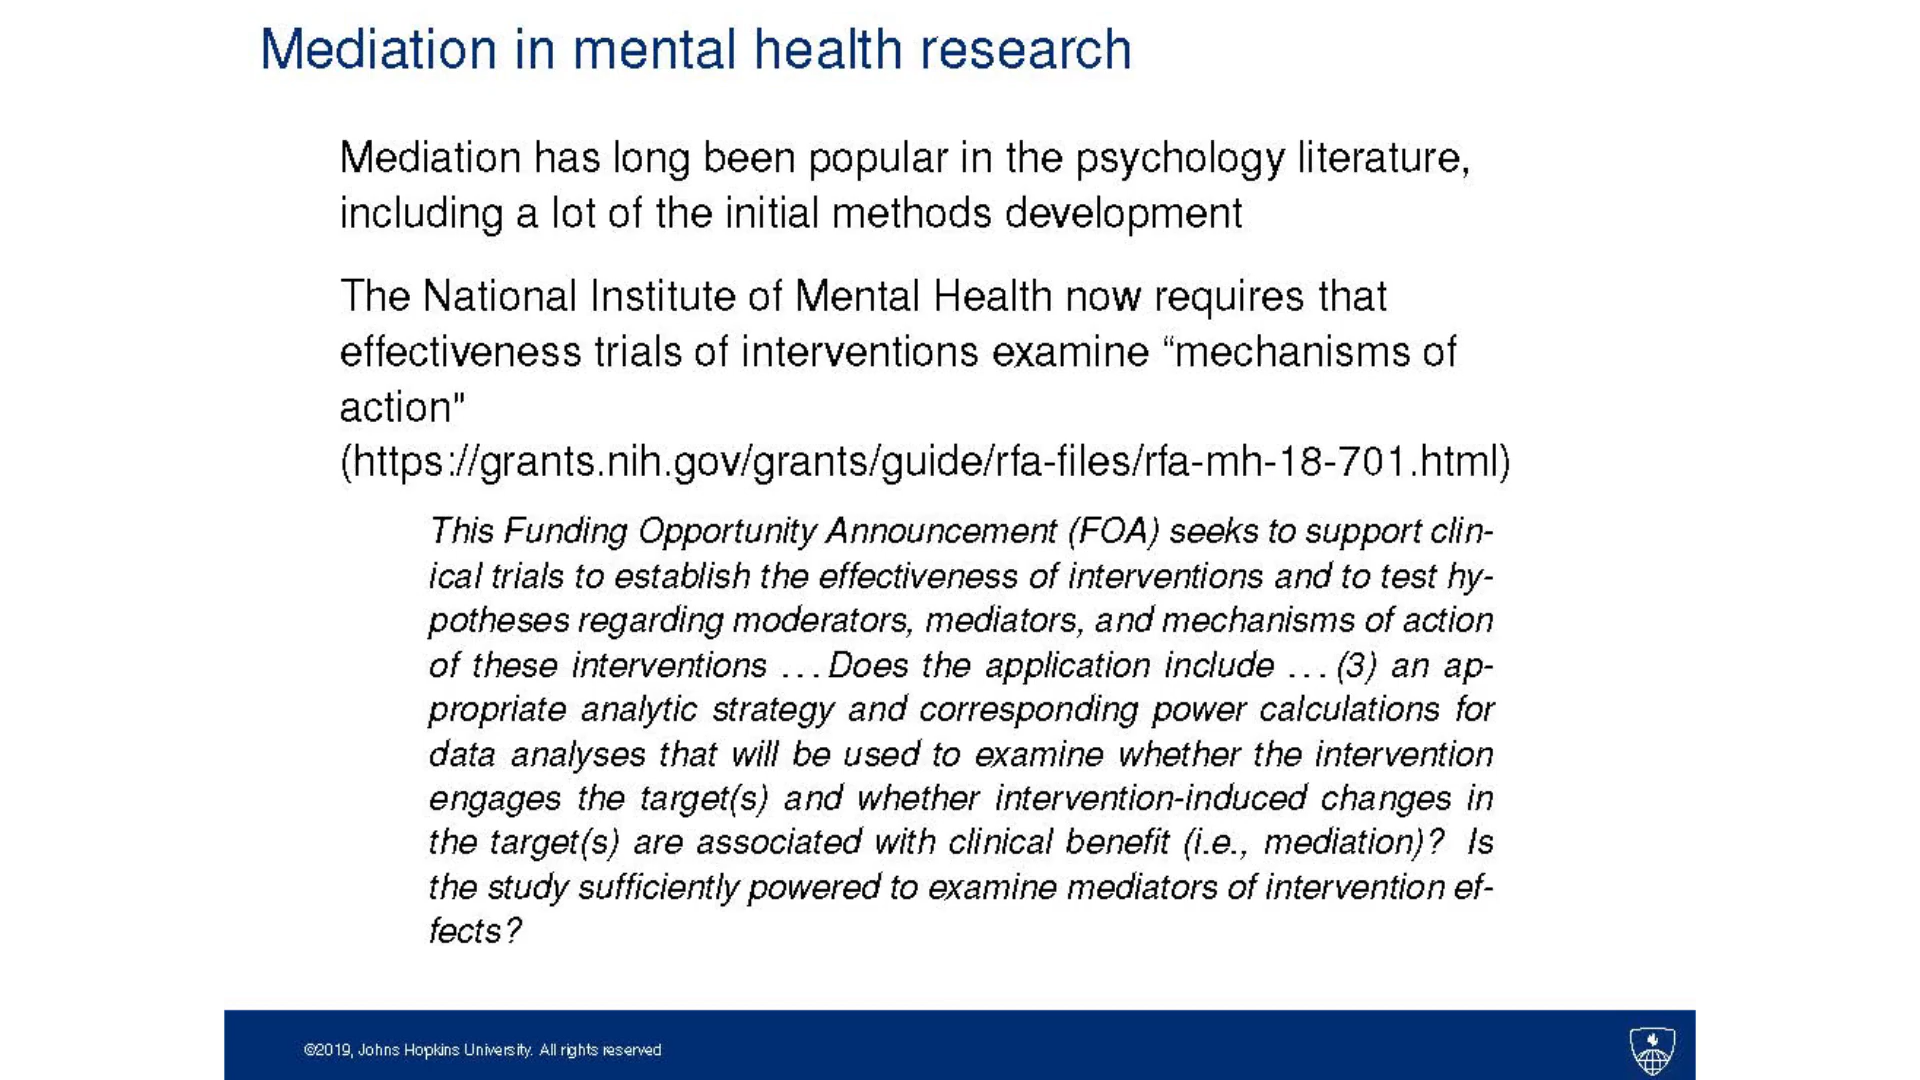 Mediation in mental health research
Mediation has long been popular in the psychology literature,
including a lot of the initial methods development
The National Institute of Mental Health now requires that
effectiveness trials of interventions examine “mechanisms of
action"
(https://grants.nih.gov/grants/guide/rfa-files/rfa-mh-18-701.html)
This Funding Opportunity Announcement (FOA) seeks to support clin-
ical trials to establish the effectiveness of interventions and to test hy-
potheses regarding moderators, mediators, and mechanisms of action
of these interventions ... Does the application include ... (3) an ap-
propriate analytic strategy and corresponding power calculations for
data analyses that will be used to examine whether the intervention
engages the target(s) and whether intervention-induced changes in
the target(s) are associated with clinical benefit (i.e., mediation)? Is
the study sufficiently powered to examine mediators of intervention ef-
fects?
©2019, Johns Hopkins University. All rights reserved